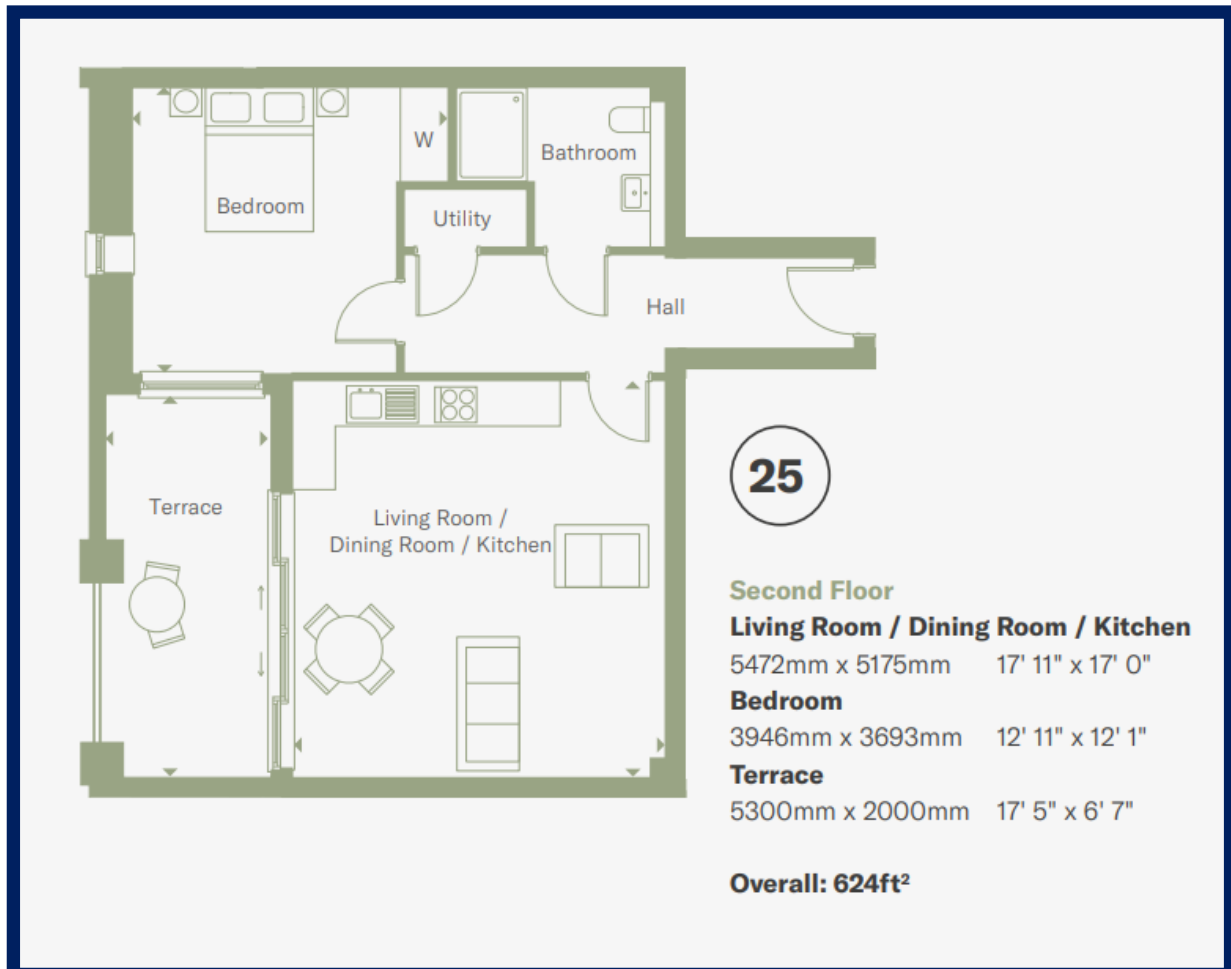 W
Bathroom
Bedroom
Utility
Hall
Terrace
Living Room /
Dining Room / Kitchen
25
Second Floor
Living Room / Dining Room / Kitchen
5472mm x 5175mm 17' 11" x 17' 0"
Bedroom
3946mm x 3693mm 12' 11" x 12' 1"
Terrace
5300mm x 2000mm 17' 5" x 6' 7"
Overall: 624ft²